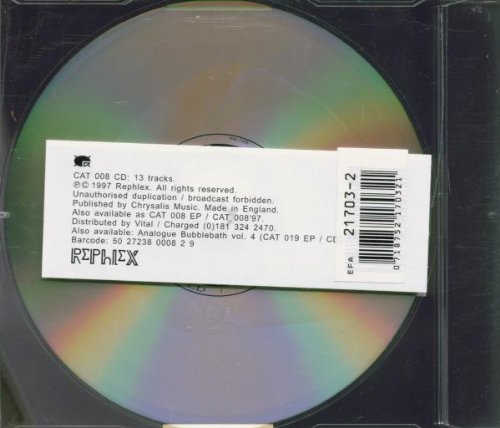 CAT 008 CD: 13 tracks.
Ⓟ© 1997 Rephlex. All rights reserved.
Unauthorised duplication / broadcast forbidden.
Published by Chrysalis Music. Made in England.
Also available as CAT 008 EP / CAT 008'97.
Distributed by Vital / Charged (0)181 324 2470.
Also available: Analogue Bubblebath vol. 4 (CAT 019 EP / CD
Barcode: 50 27238 0008 2 9
REPHLEX
EFA 21703-2
0 718752 170321